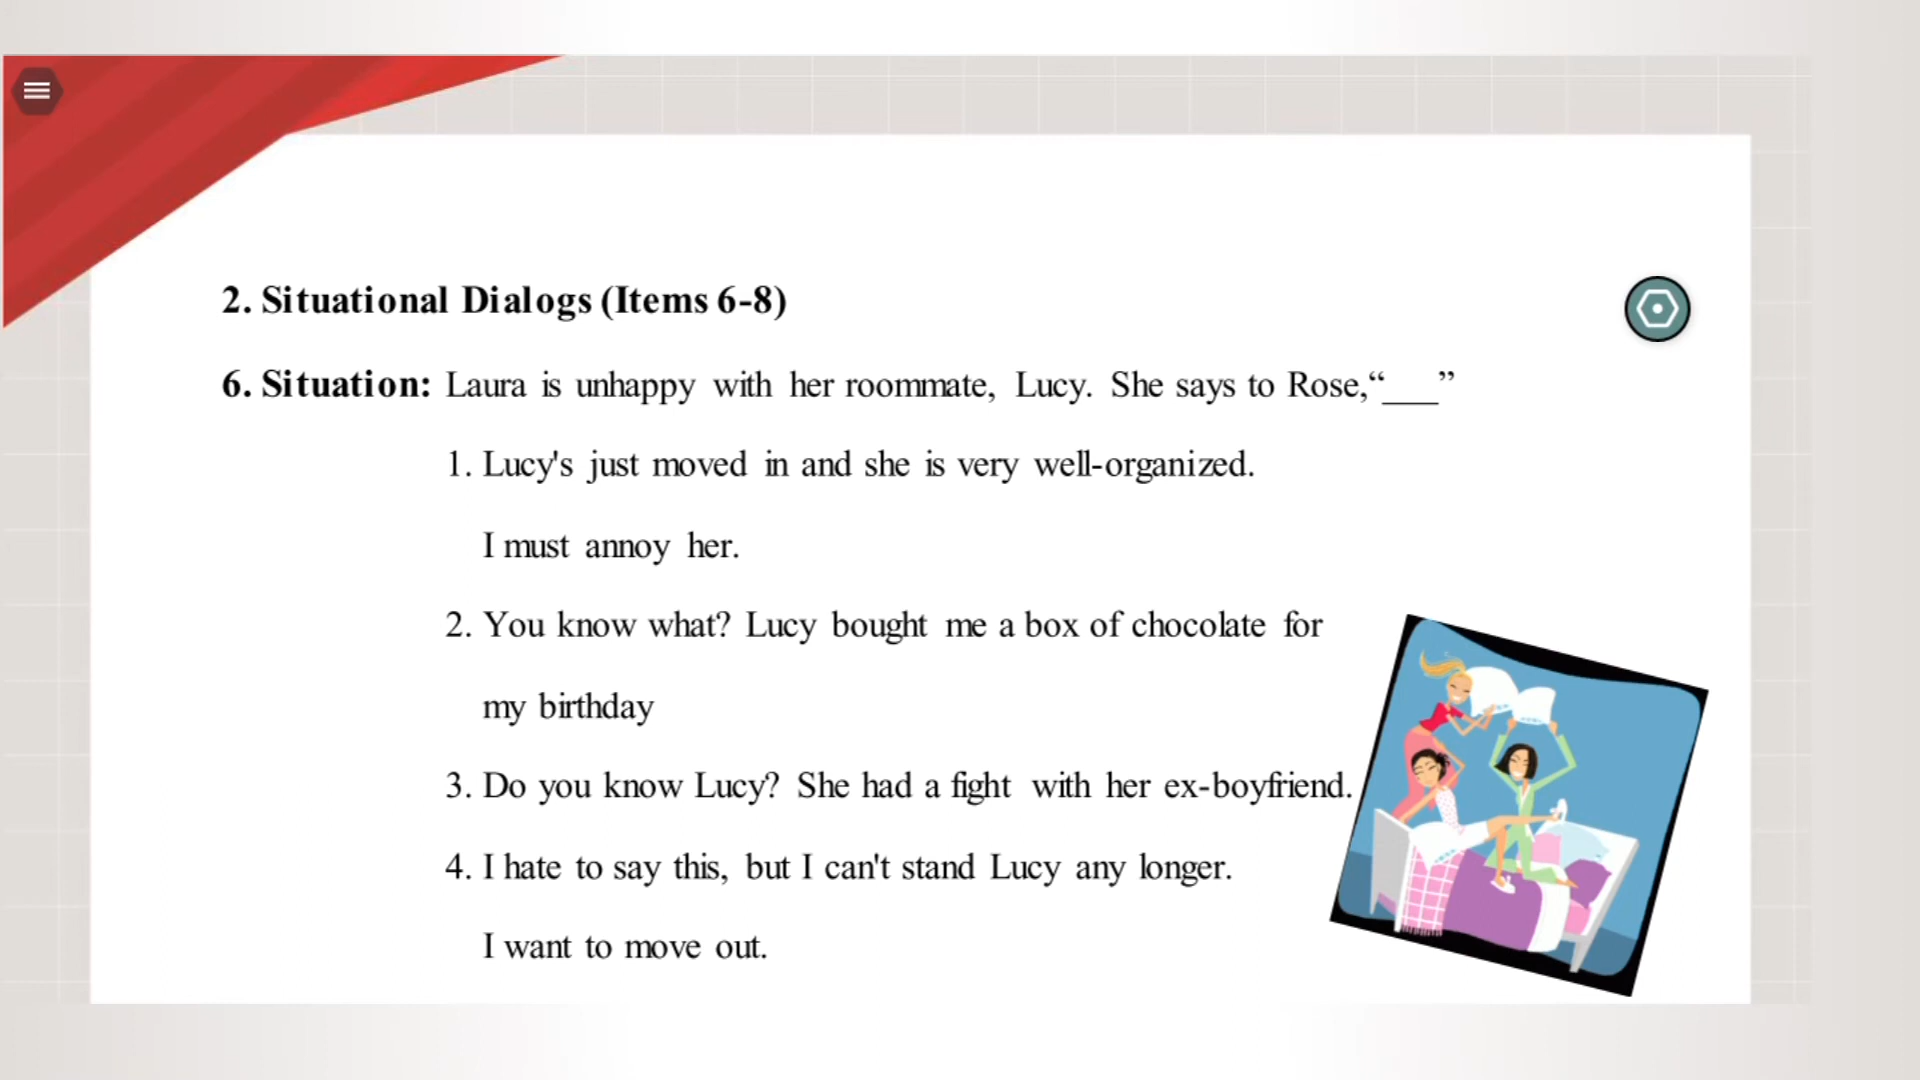 2. Situational Dialogs (Items 6-8)
6. Situation: Laura is unhappy with her roommate, Lucy. She says to Rose,“___”
1. Lucy's just moved in and she is very well-organized.
I must annoy her.
2. You know what? Lucy bought me a box of chocolate for
my birthday
3. Do you know Lucy? She had a fight with her ex-boyfriend.
4. I hate to say this, but I can't stand Lucy any longer.
I want to move out.